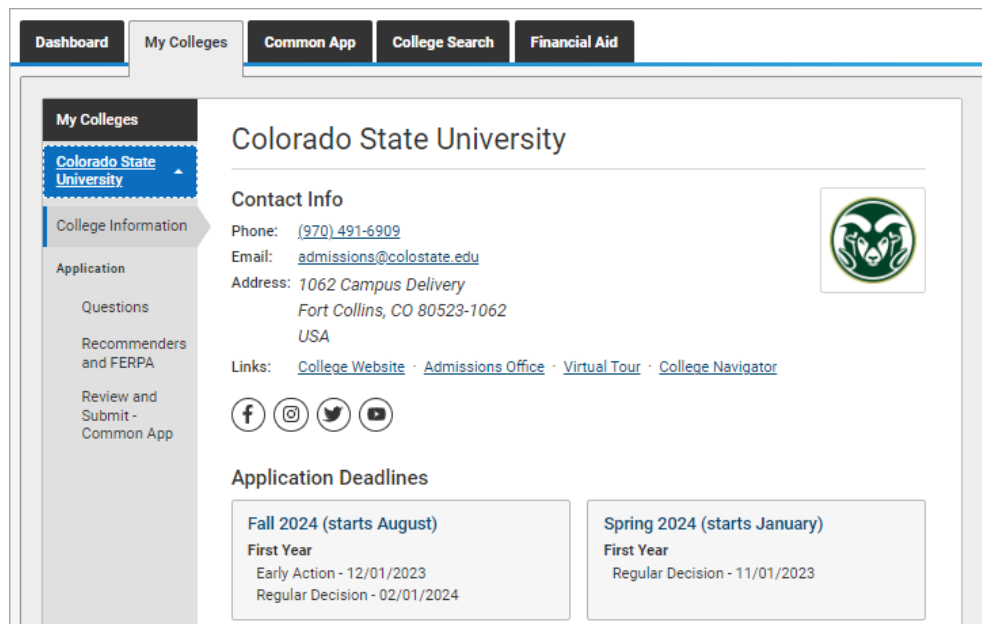 Dashboard
My Colleges
Common App
College Search
Financial Aid
My Colleges
Colorado State
University
College Information
Application
Questions
Recommenders
and FERPA
Review and
Submit -
Common App
Colorado State University
Contact Info
Phone: (970) 491-6909
Email: admissions@colostate.edu
Address: 1062 Campus Delivery
Fort Collins, CO 80523-1062
USA
Links: College Website · Admissions Office · Virtual Tour · College Navigator
Application Deadlines
Fall 2024 (starts August)
First Year
Early Action - 12/01/2023
Regular Decision - 02/01/2024
Spring 2024 (starts January)
First Year
Regular Decision - 11/01/2023